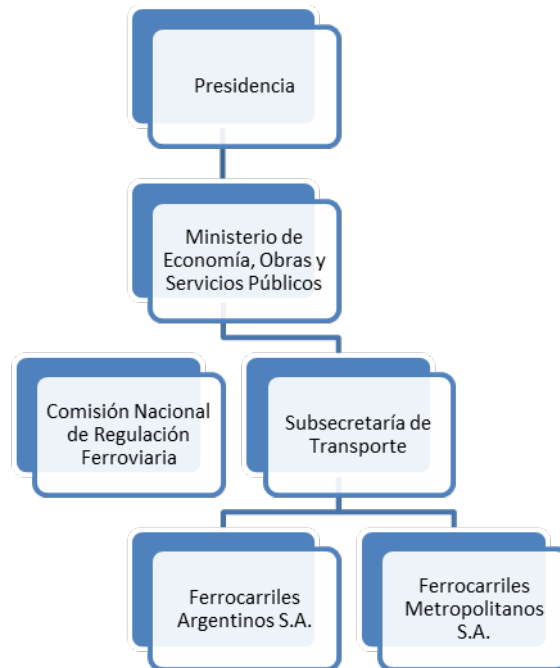 Presidencia
Ministerio de
Economía, Obras y
Servicios Públicos
Comisión Nacional
de Regulación
Ferroviaria
Subsecretaría de
Transporte
Ferrocarriles
Argentinos S.A.
Ferrocarriles
Metropolitanos
S.A.